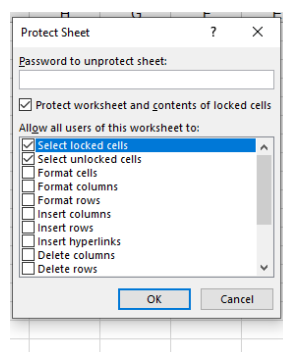 H G F E
Protect Sheet ? ×
Password to unprotect sheet:
Protect worksheet and contents of locked cells
Allow all users of this worksheet to:
Select locked cells
Select unlocked cells
Format cells
Format columns
Format rows
Insert columns
Insert rows
Insert hyperlinks
Delete columns
Delete rows
OK Cancel